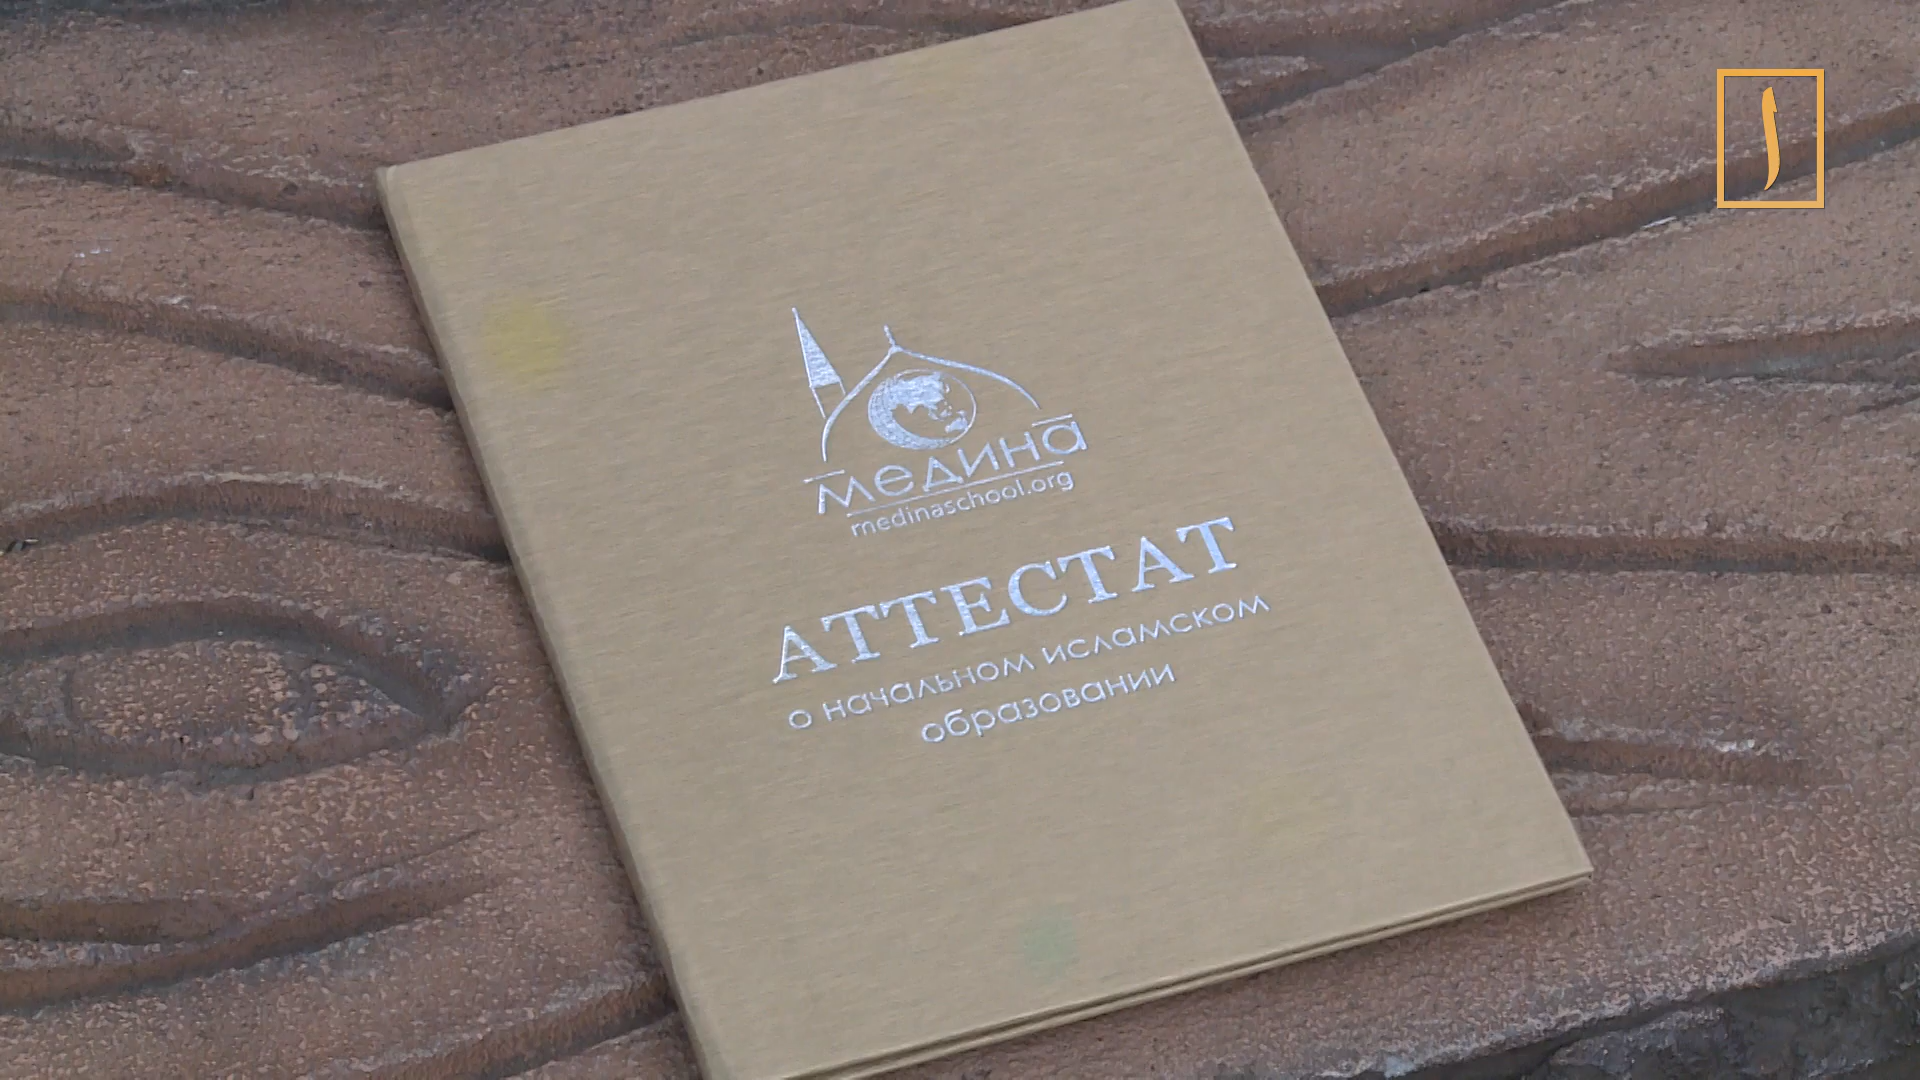 медина
medinaschool.org
АТТЕСТАТ
о начальном исламском
образовании